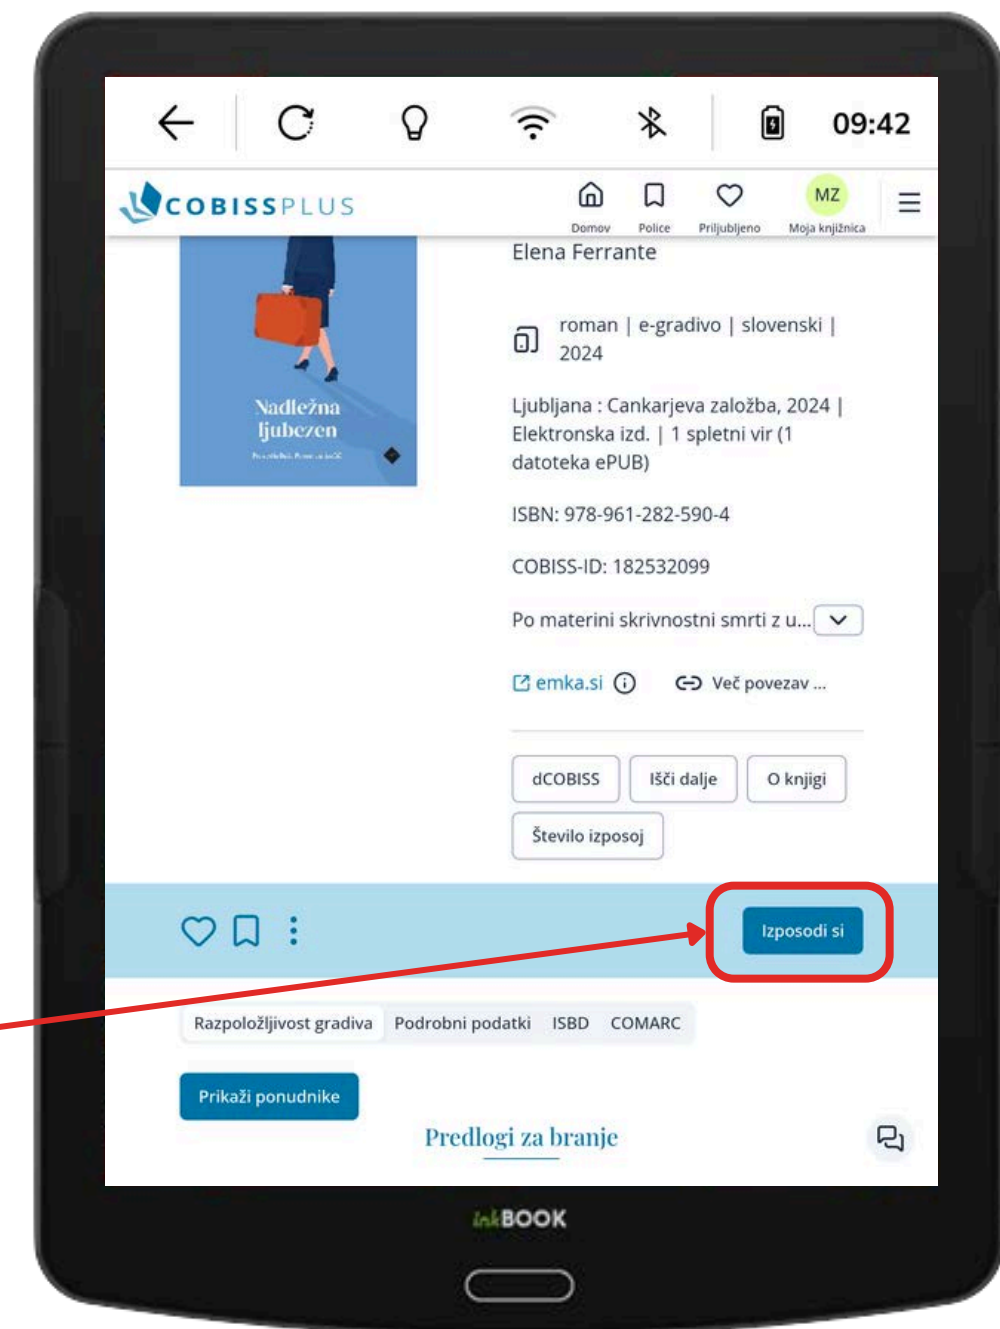 09:42
COBISSPLUS
Domov
Police
Priljubljeno
MZ
Moja knjižnica
Elena Ferrante
roman | e-gradivo | slovenski |
2024
Nadležna
ljubezen
Ljubljana : Cankarjeva založba, 2024 |
Elektronska izd. | 1 spletni vir (1
datoteka ePUB)
ISBN: 978-961-282-590-4
COBISS-ID: 182532099
Po materini skrivnostni smrti z u...
emka.si
Več povezav ...
dCOBISS
Išči dalje
O knjigi
Število izposoj
Izposodi si
Razpoložljivost gradiva
Podrobni podatki
ISBD
COMARC
Prikaži ponudnike
Predlogi za branje
inkBOOK